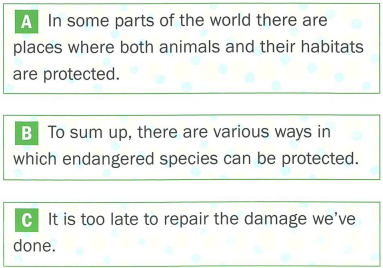 A In some parts of the world there are
places where both animals and their habitats
are protected.
B To sum up, there are various ways in
which endangered species can be protected.
C It is too late to repair the damage we've
done.